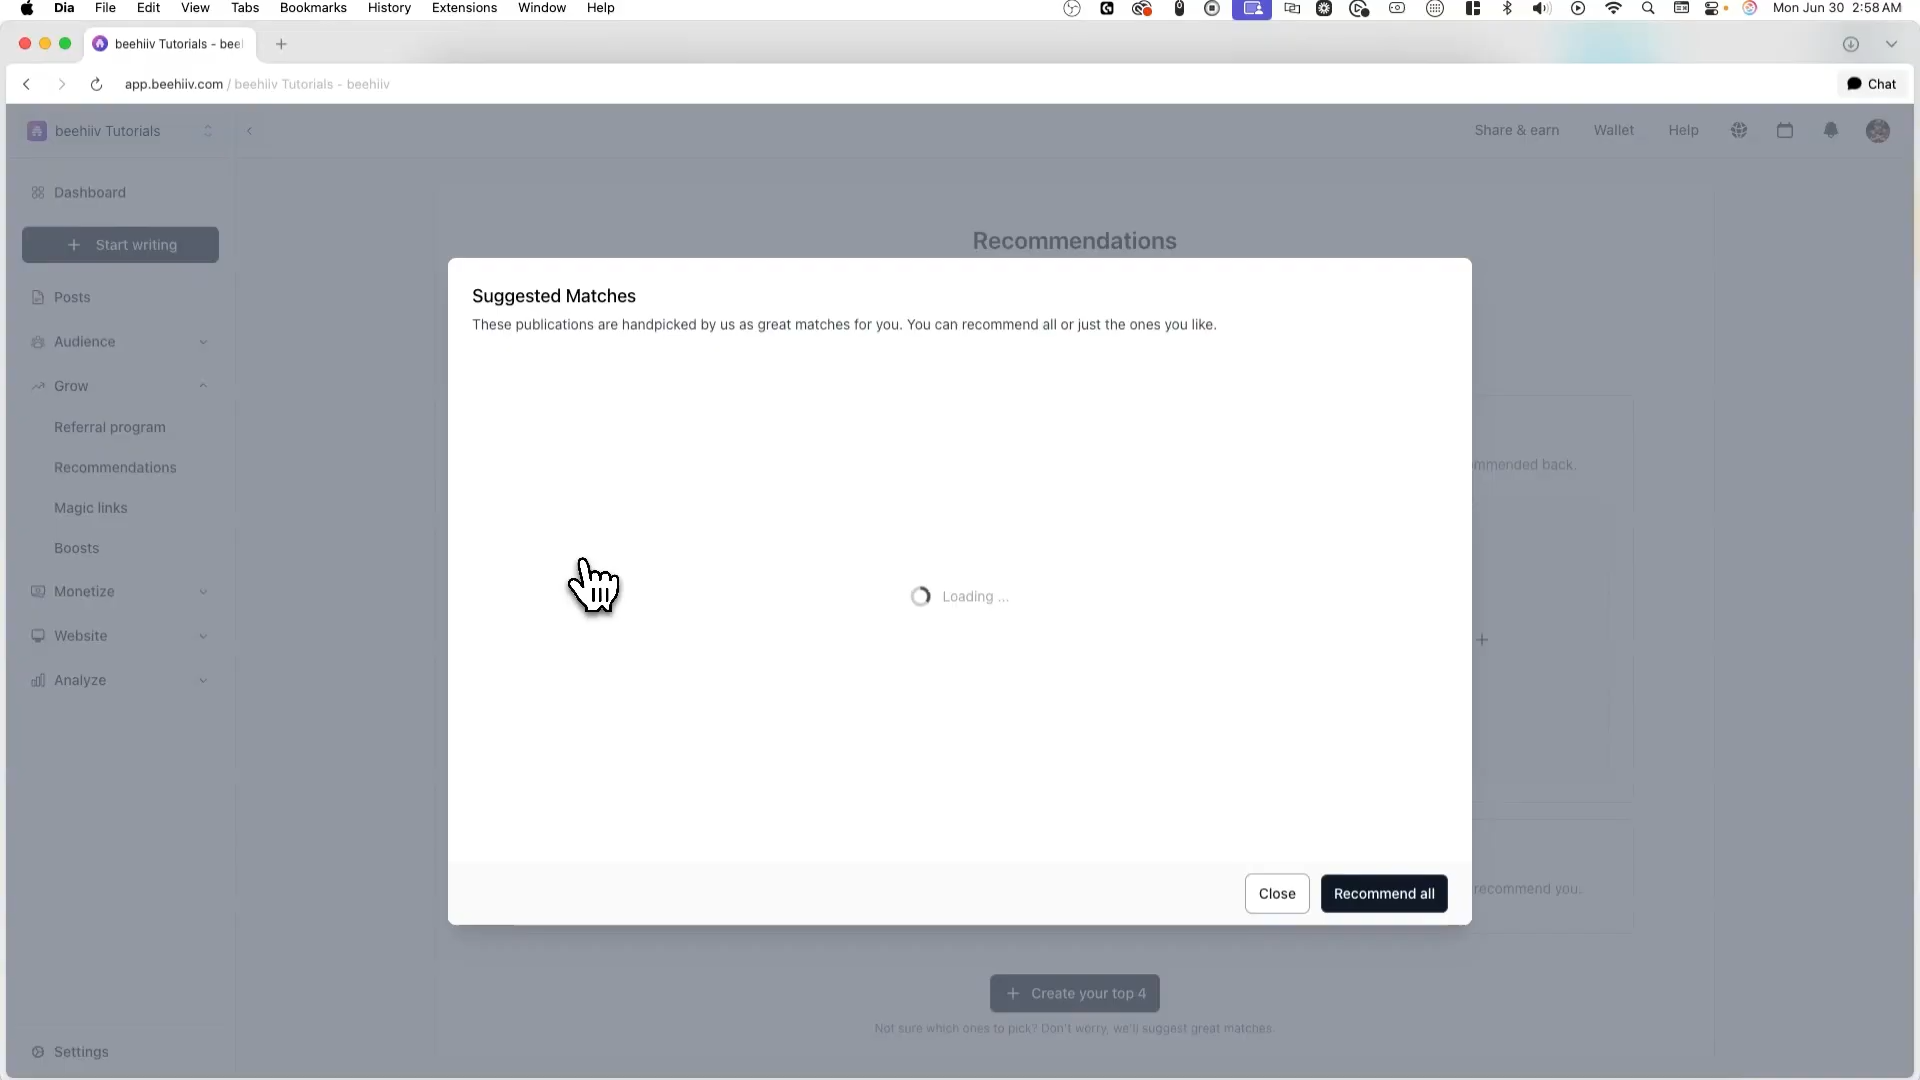 Dia File Edit View Tabs Bookmarks History Extensions Window Help Mon Jun 30 2:58 AM
beehiiv Tutorials - bee
app.beehiiv.com / beehiiv Tutorials - beehiiv Chat
beehiiv Tutorials Share & earn Wallet Help
Dashboard
Start writing
Posts
Audience
Grow
Referral program
Recommendations
Magic links
Boosts
Monetize
Website
Analyze
Settings
Recommendations
Suggested Matches
These publications are handpicked by us as great matches for you. You can recommend all or just the ones you like.
mmended back.
Loading ...
recommend you.
Close Recommend all
Create your top 4
Not sure which ones to pick? Don't worry, we'll suggest great matches.